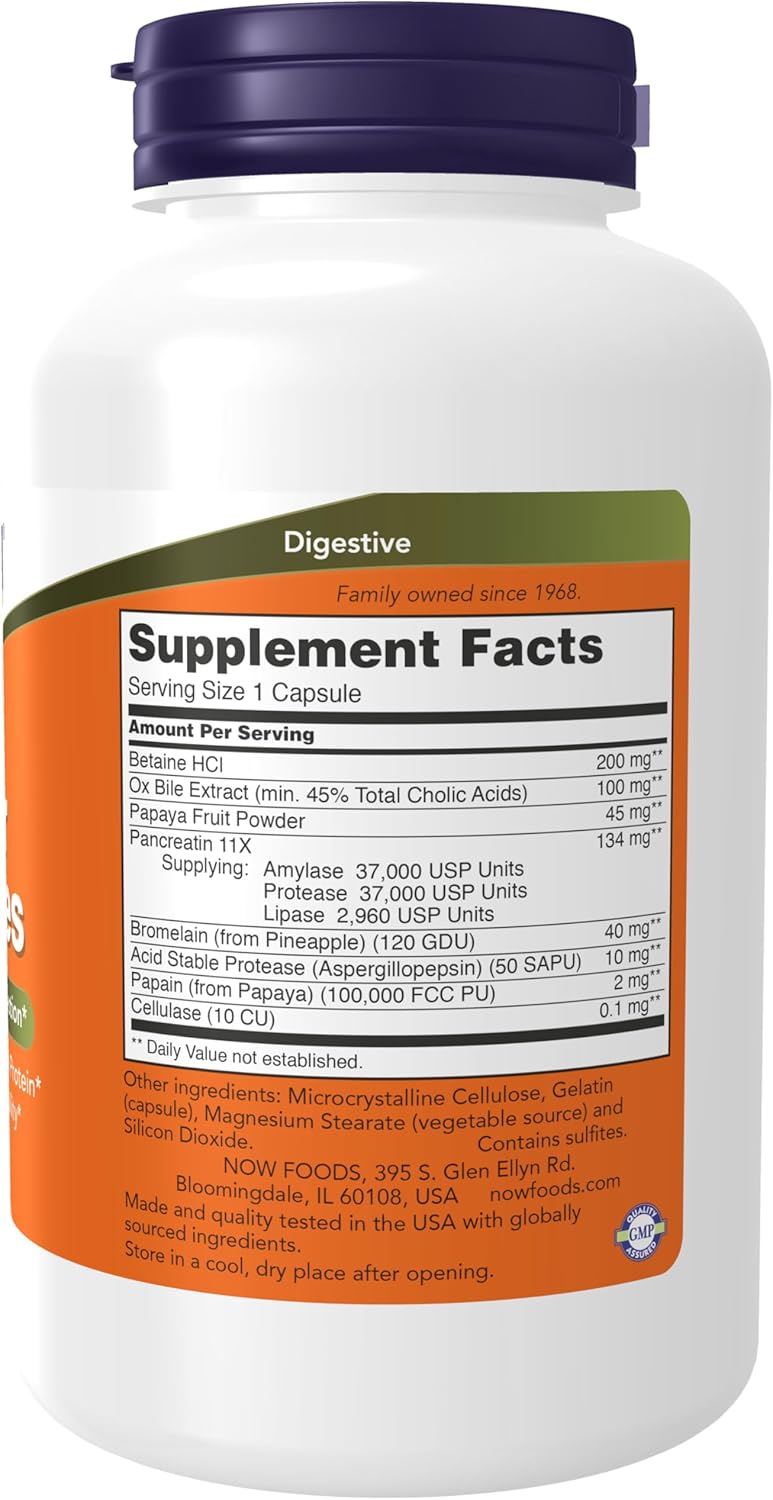 Digestive
Family owned since 1968.
Supplement Facts
Serving Size 1 Capsule
Amount Per Serving
Betaine HCl 200 mg**
Ox Bile Extract (min. 45% Total Cholic Acids) 100 mg**
Papaya Fruit Powder 45 mg**
Pancreatin 11X 134 mg**
Supplying: Amylase 37,000 USP Units
Protease 37,000 USP Units
Lipase 2,960 USP Units
Bromelain (from Pineapple) (120 GDU) 40 mg**
Acid Stable Protease (Aspergillopepsin) (50 SAPU) 10 mg**
Papain (from Papaya) (100,000 FCC PU) 2 mg**
Cellulase (10 CU) 0.1 mg**
** Daily Value not established.
Other ingredients: Microcrystalline Cellulose, Gelatin
(capsule), Magnesium Stearate (vegetable source) and
Silicon Dioxide. Contains sulfites.
NOW FOODS, 395 S. Glen Ellyn Rd.
Bloomingdale, IL 60108, USA nowfoods.com
Made and quality tested in the USA with globally
sourced ingredients.
Store in a cool, dry place after opening.
QUALITY
GMP
ASSURED